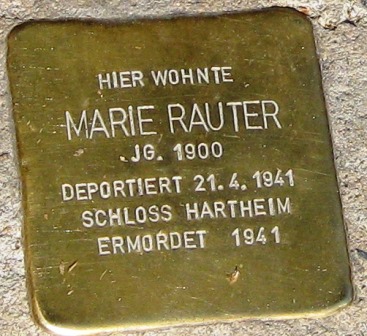 HIER WOHNTE
MARIE RAUTER
JG. 1900
DEPORTIERT 21.4.1941
SCHLOSS HARTHEIM
ERMORDET 1941